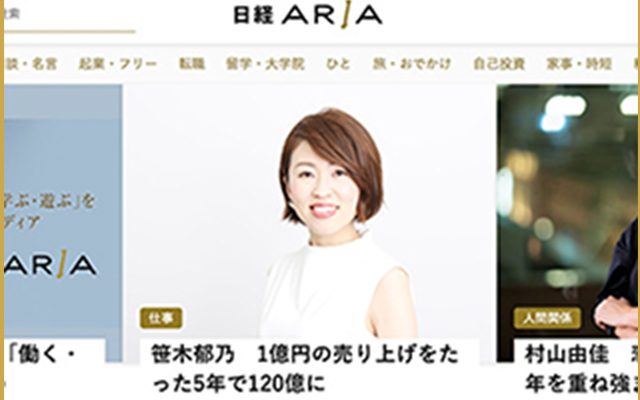 検索
日経 ARIA
談・名言 起業・フリー 転職 留学・大学院 ひと 旅・おでかけ 自己投資 家事・時短
学ぶ・遊ぶ」を
ディア
ARIA
「働く・
仕事
笹木郁乃 1億円の売り上げをた
った5年で120億に
人間関係
村山由佳
年を重ね強